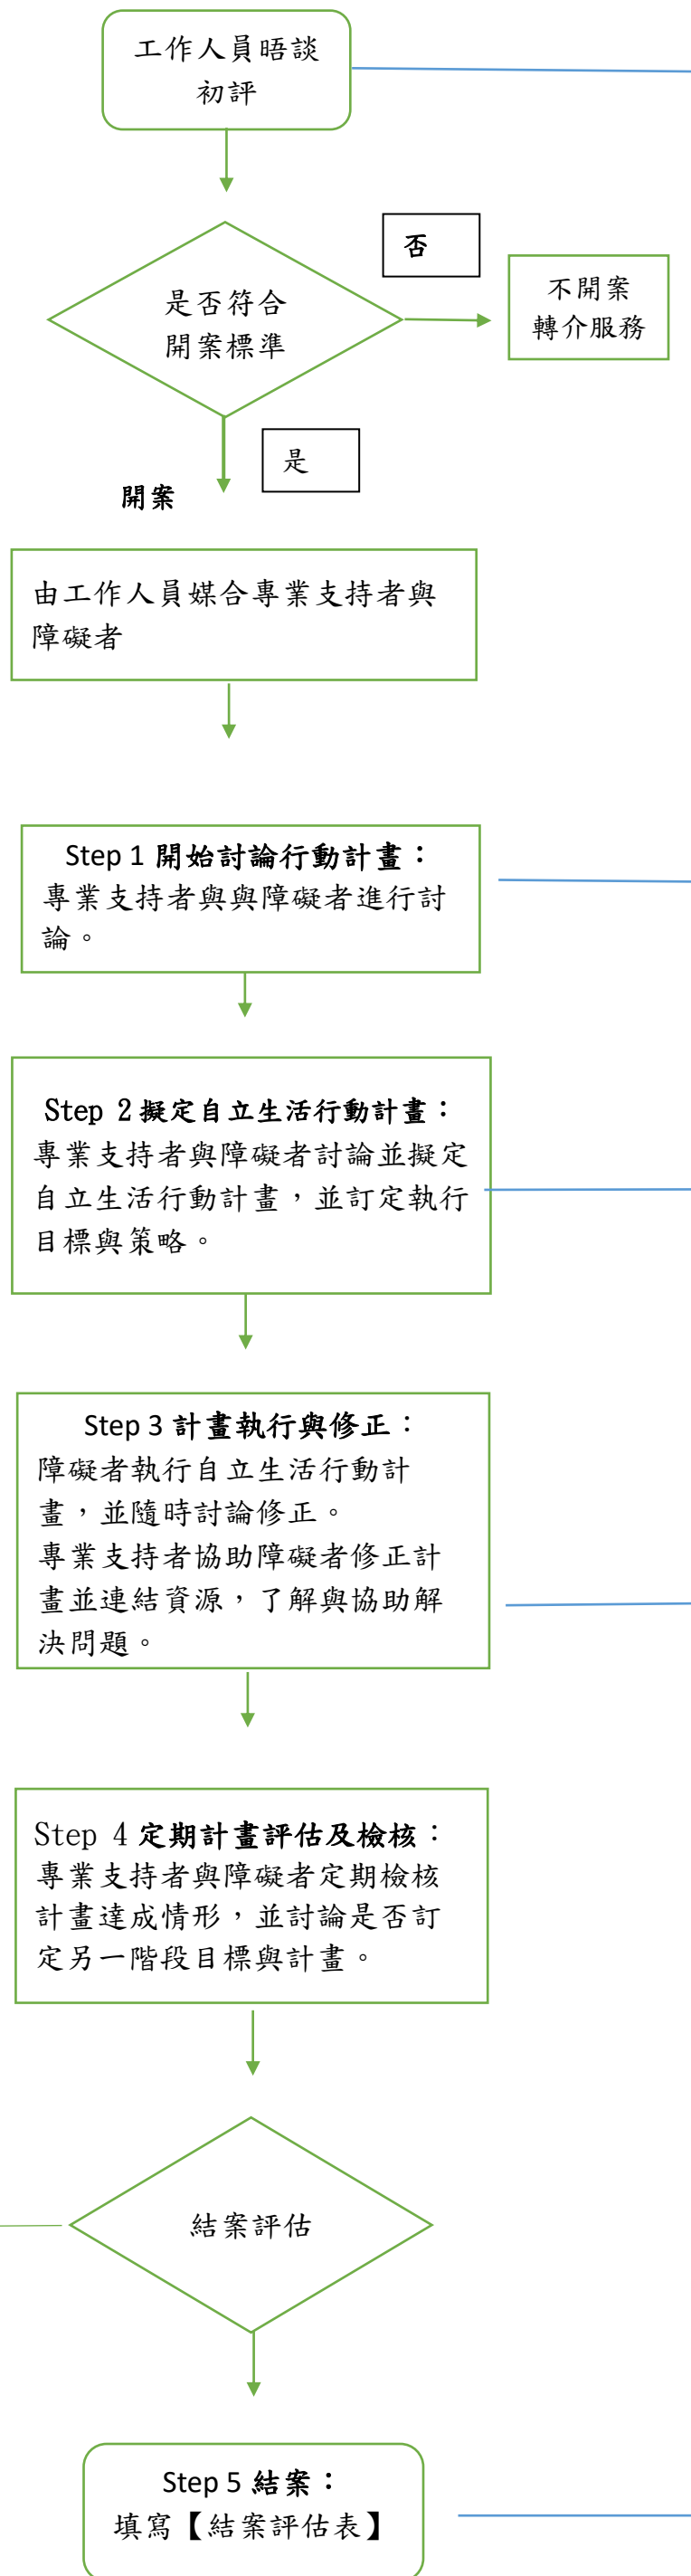 工作人員晤談
初評
否
是否符合
開案標準
不開案
轉介服務
是
開案
由工作人員媒合專業支持者與
障礙者
Step 1 開始討論行動計畫：
專業支持者與與障礙者進行討
論。
Step 2 擬定自立生活行動計畫：
專業支持者與障礙者討論並擬定
自立生活行動計畫，並訂定執行
目標與策略。
Step 3 計畫執行與修正：
障礙者執行自立生活行動計
畫，並隨時討論修正。
專業支持者協助障礙者修正計
畫並連結資源，了解與協助解
決問題。
Step 4 定期計畫評估及檢核：
專業支持者與障礙者定期檢核
計畫達成情形，並討論是否訂
定另一階段目標與計畫。
結案評估
Step 5 結案：
填寫【結案評估表】